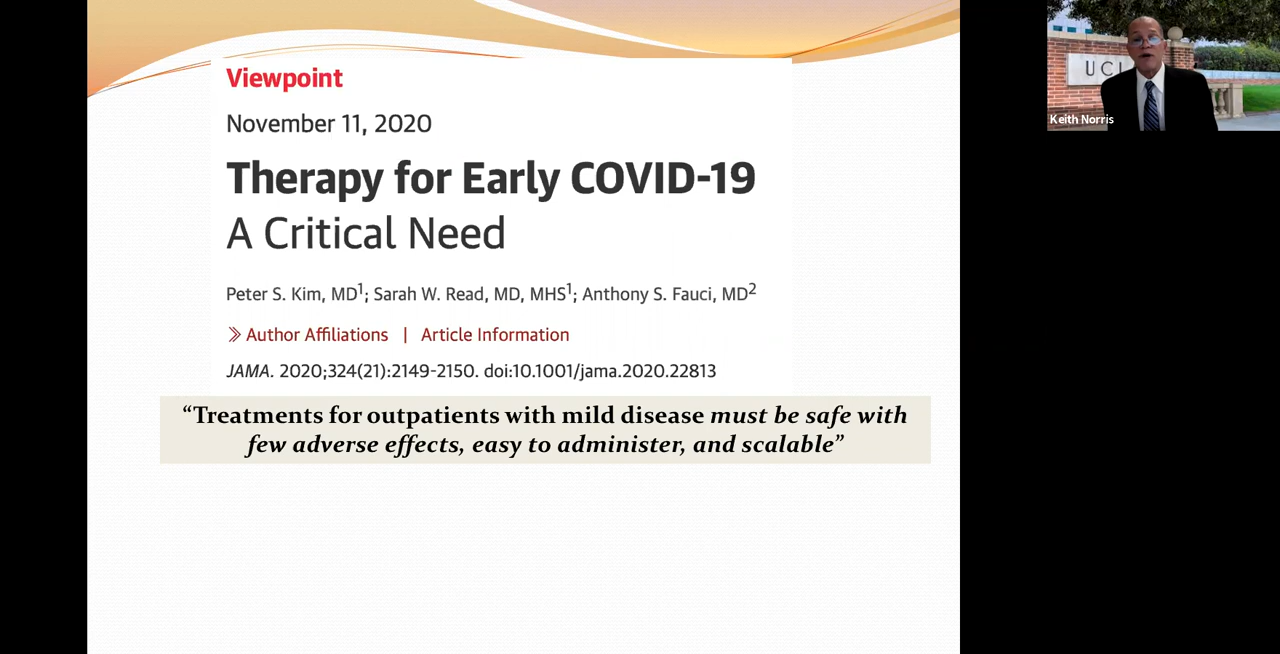 Viewpoint
November 11, 2020
Therapy for Early COVID-19
A Critical Need
Peter S. Kim, MD1; Sarah W. Read, MD, MHS1; Anthony S. Fauci, MD2
Author Affiliations | Article Information
JAMA. 2020;324(21):2149-2150. doi:10.1001/jama.2020.22813
“Treatments for outpatients with mild disease must be safe with
few adverse effects, easy to administer, and scalable”
UCL
Keith Norris